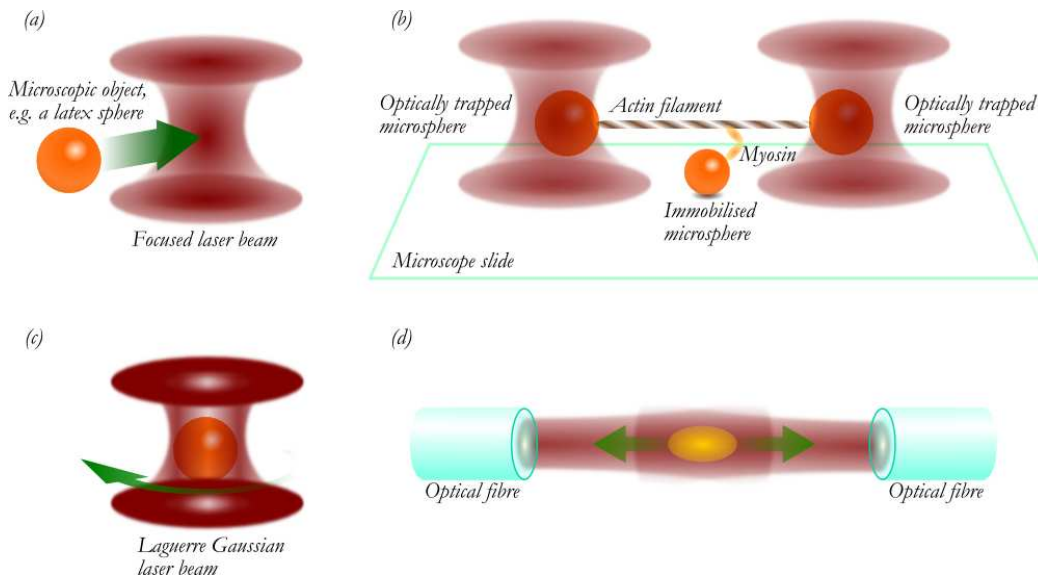 (a)
Microscopic object,
e.g. a latex sphere
Focused laser beam
(b)
Optically trapped
microsphere
Actin filament
Optically trapped
microsphere
Myosin
Immobilised
microsphere
Microscope slide
(c)
Laguerre Gaussian
laser beam
(d)
Optical fibre
Optical fibre